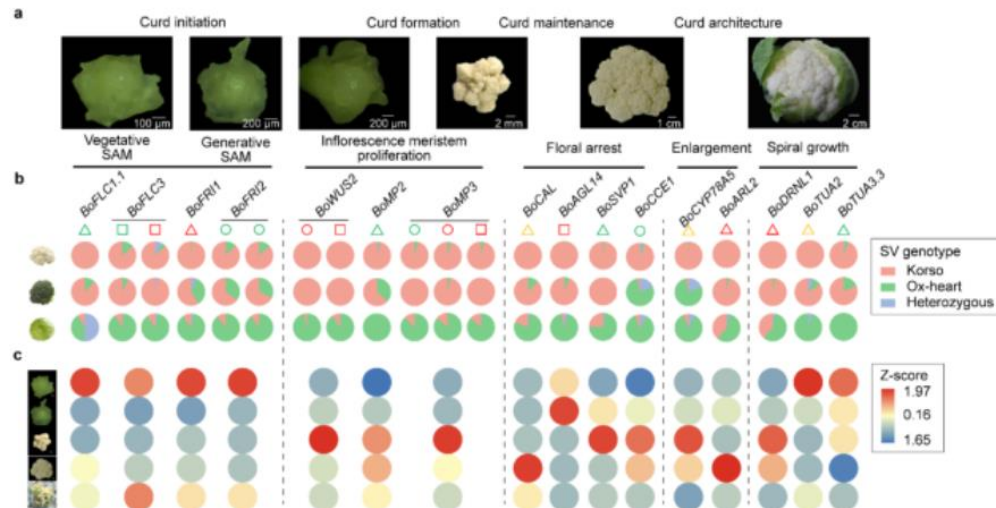 a
Curd initiation Curd formation Curd maintenance Curd architecture
100 µm 200 µm 200 µm 2 mm 1 cm 2 cm
Vegetative SAM Generative SAM Inflorescence meristem proliferation Floral arrest Enlargement Spiral growth
b
BoFLC1.1 BoFLC3 BoFRI1 BoFRI2 BoWUS2 BoMP2 BoMP3 BoCAL BoAGL14 BoSVP1 BoCCE1 BoCYP78A5 BoARL2 BoDRNL1 BoTUA2 BoTUA3.3
SV genotype
Korso
Ox-heart
Heterozygous
c
Z-score
1.97
0.16
1.65